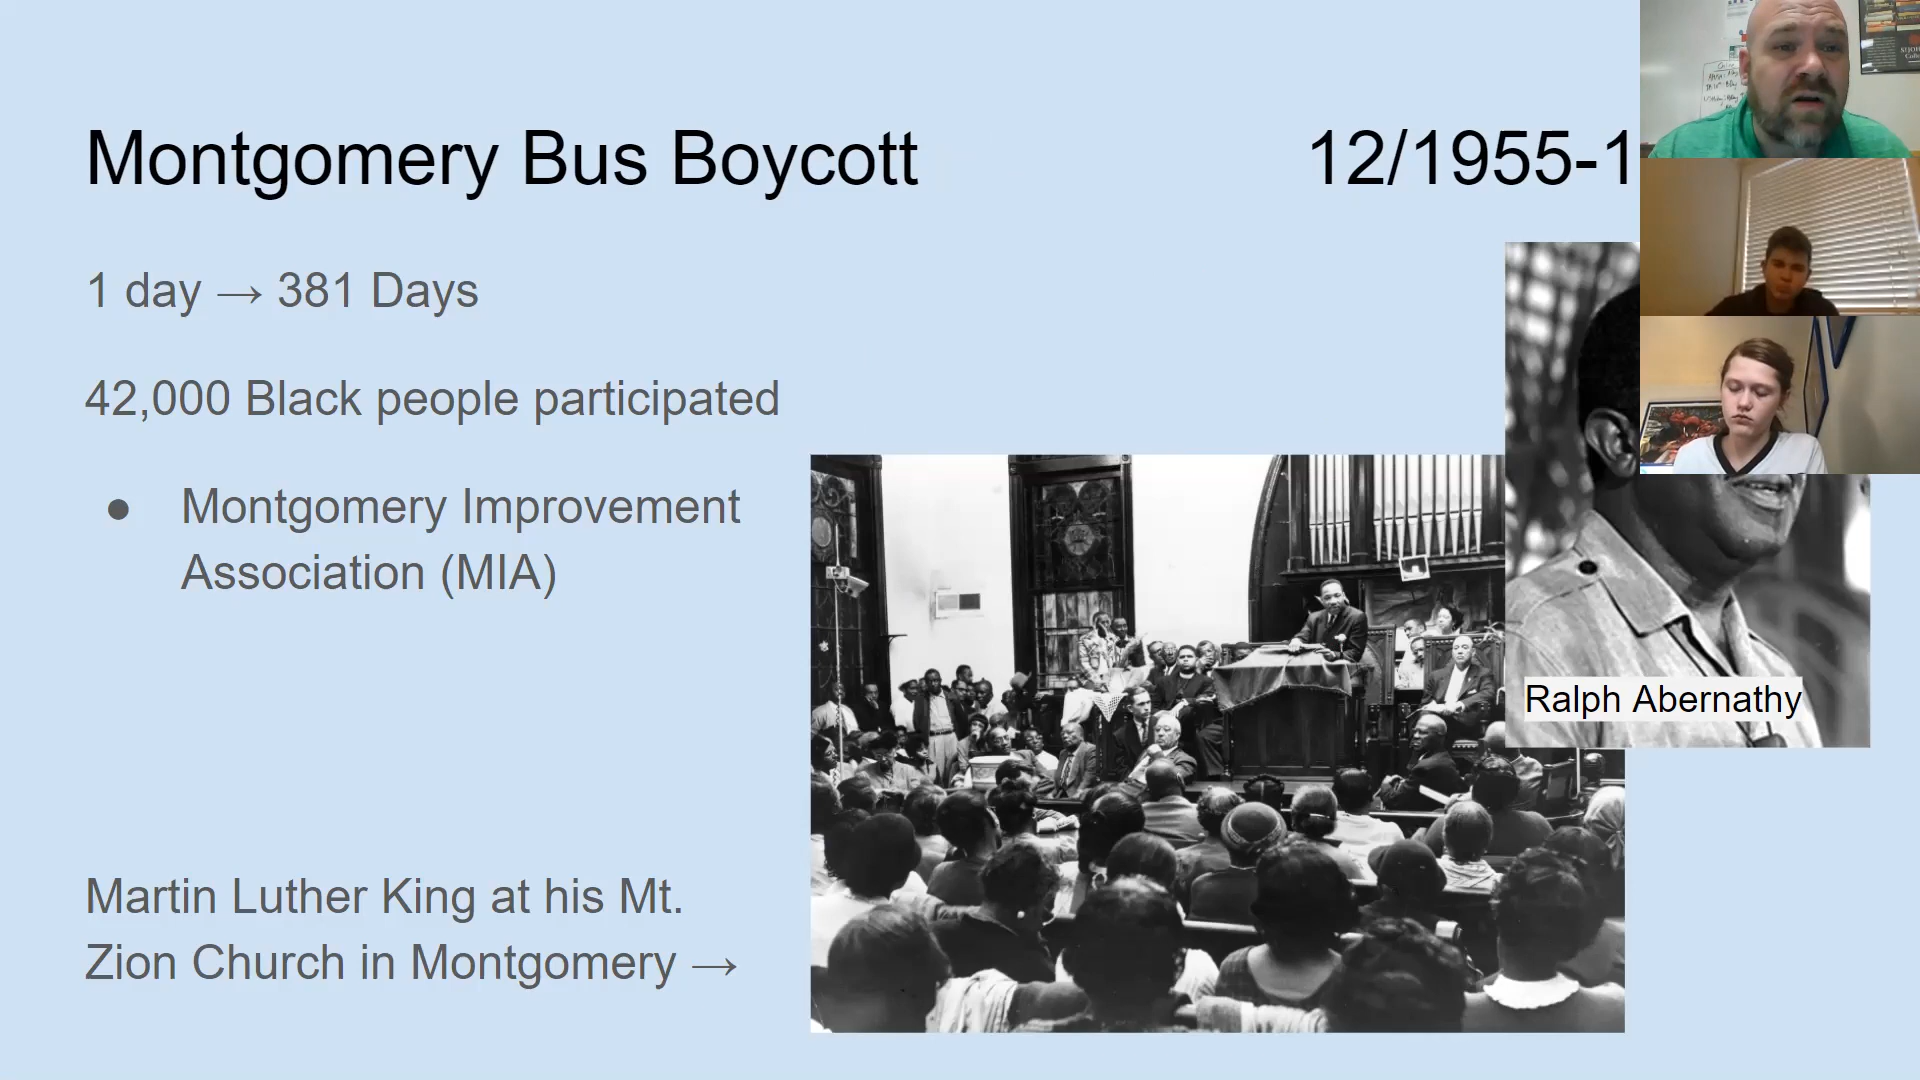 Montgomery Bus Boycott 12/1955-1
1 day → 381 Days
42,000 Black people participated
● Montgomery Improvement
Association (MIA)
Ralph Abernathy
Martin Luther King at his Mt.
Zion Church in Montgomery →